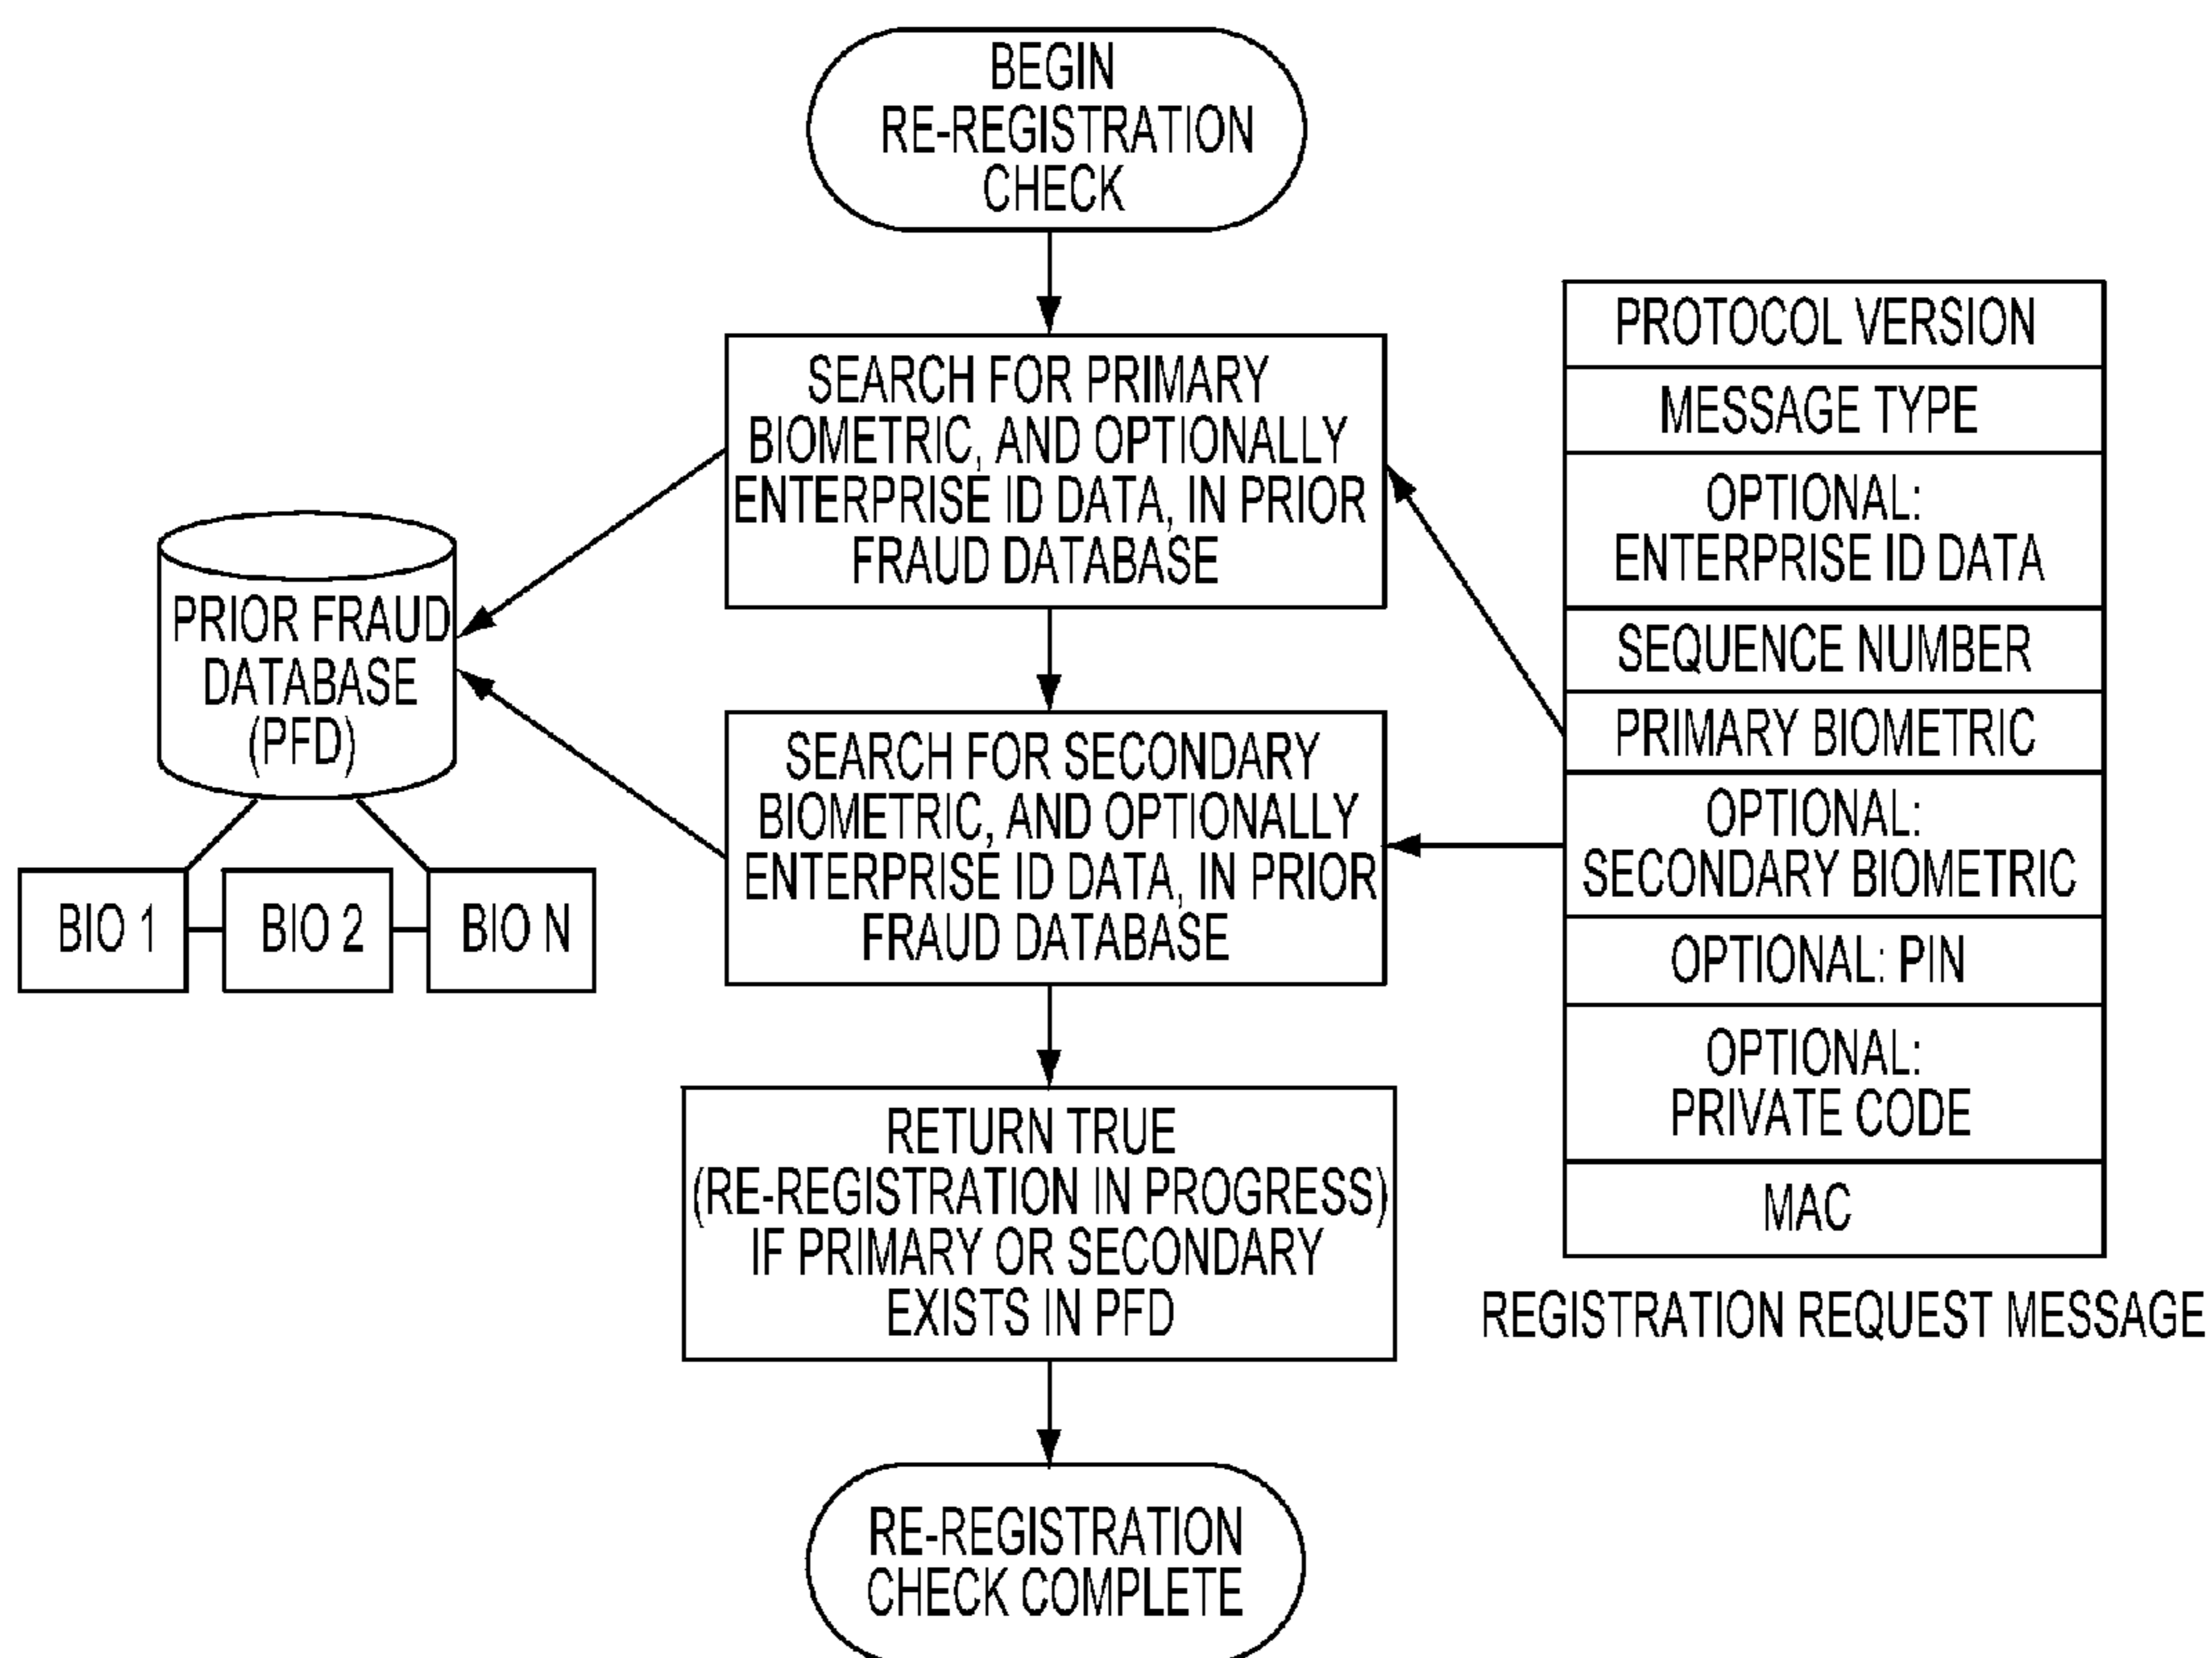 BEGIN
RE-REGISTRATION
CHECK
SEARCH FOR PRIMARY
BIOMETRIC, AND OPTIONALLY
ENTERPRISE ID DATA, IN PRIOR
FRAUD DATABASE
PRIOR FRAUD
DATABASE
(PFD)
BIO 1
BIO 2
BIO N
SEARCH FOR SECONDARY
BIOMETRIC, AND OPTIONALLY
ENTERPRISE ID DATA, IN PRIOR
FRAUD DATABASE
RETURN TRUE
(RE-REGISTRATION IN PROGRESS)
IF PRIMARY OR SECONDARY
EXISTS IN PFD
RE-REGISTRATION
CHECK COMPLETE
PROTOCOL VERSION
MESSAGE TYPE
OPTIONAL:
ENTERPRISE ID DATA
SEQUENCE NUMBER
PRIMARY BIOMETRIC
OPTIONAL:
SECONDARY BIOMETRIC
OPTIONAL: PIN
OPTIONAL:
PRIVATE CODE
MAC
REGISTRATION REQUEST MESSAGE